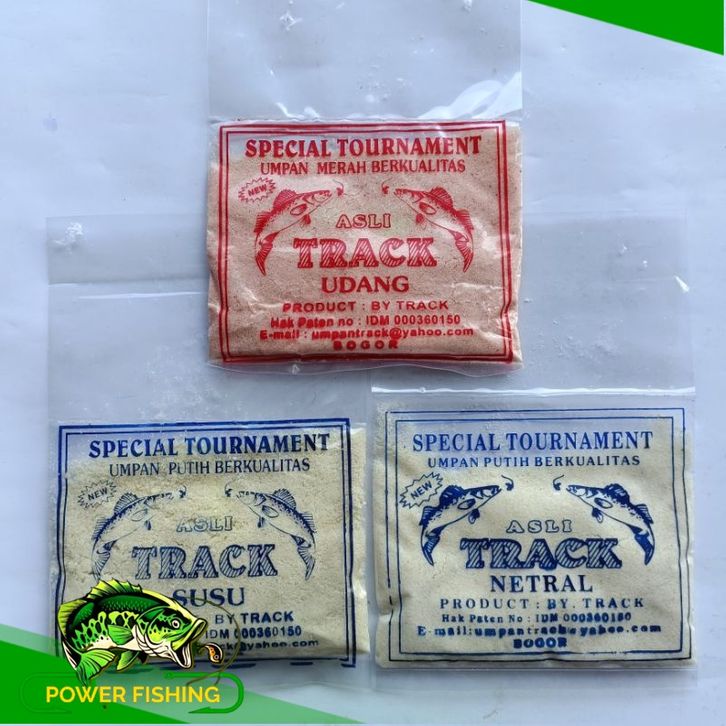 SPECIAL TOURNAMENT
UMPAN MERAH BERKUALITAS
NEW
ASLI
TRACK
UDANG
PRODUCT : BY TRACK
Hak Paten no : IDM 000360150
E-mail : umpantrack@yahoo.com
BOGOR
SPECIAL TOURNAMENT
UMPAN PUTIH BERKUALITAS
NEW
ASLI
TRACK
SUSU
BY TRACK
IDM 000360150
@yahoo.com
SPECIAL TOURNAMENT
UMPAN PUTIH BERKUALITAS
NEW
ASLI
TRACK
NETRAL
PRODUCT : BY. TRACK
Hak Paten No : IDM 000360150
E-mail:umpantrack@yahoo.com
BOGOR
POWER FISHING